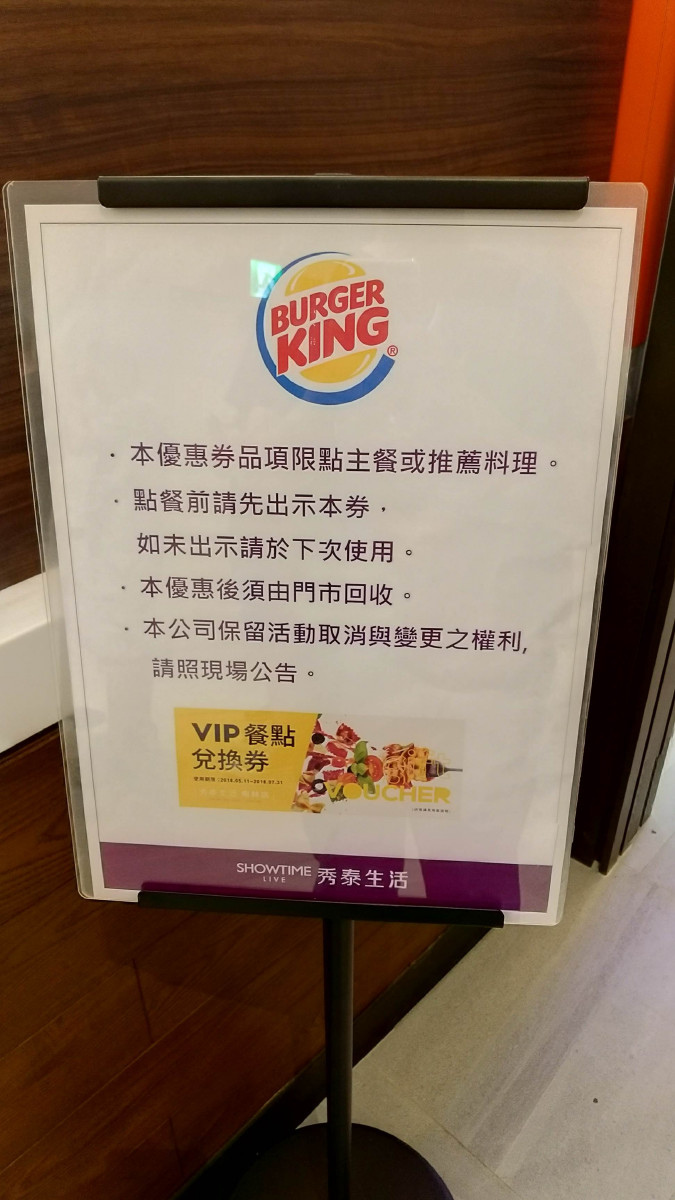 BURGER
KING®
· 本優惠券品項限點主餐或推薦料理。
· 點餐前請先出示本券，
如未出示請於下次使用。
· 本優惠後須由門市回收。
· 本公司保留活動取消與變更之權利,
請照現場公告。
VIP 餐點
兌換券
VOUCHER
SHOWTIME
LIVE
秀泰生活